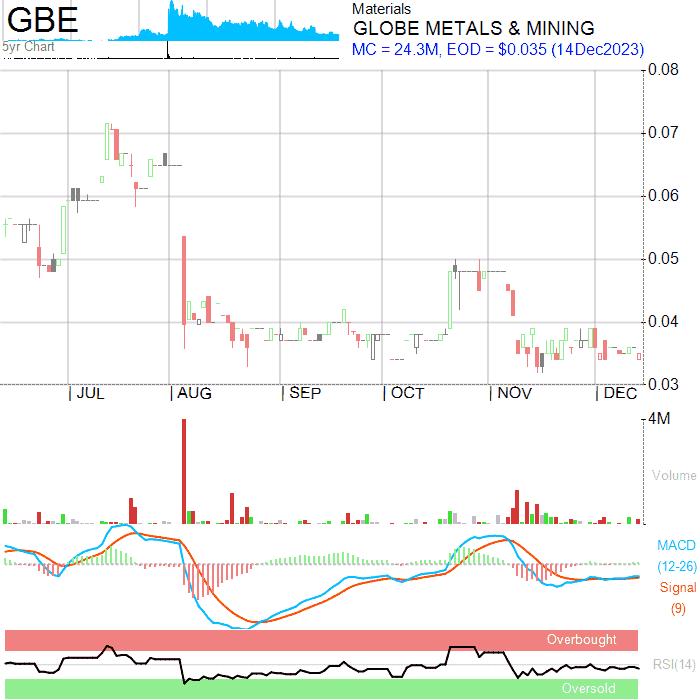 GBE
5yr Chart
Materials
GLOBE METALS & MINING
MC = 24.3M, EOD = $0.035 (14Dec2023)
0.08
0.07
0.06
0.05
0.04
0.03
JUL AUG SEP OCT NOV DEC
4M
Volume
MACD
(12-26)
Signal
(9)
Overbought
RSI(14)
Oversold